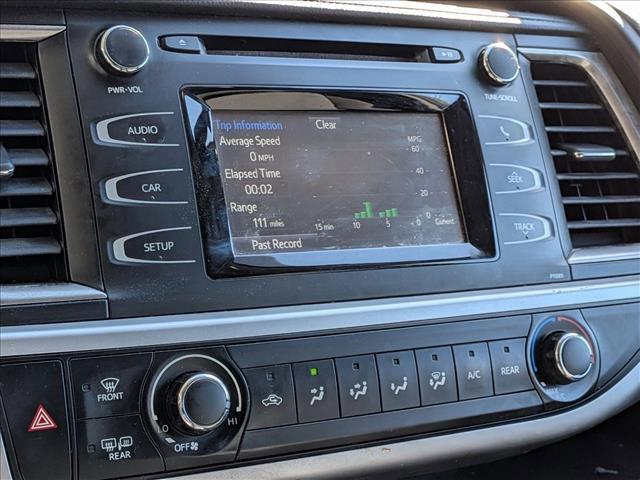 PWR•VOL
TUNE•SCROLL
AUDIO
CAR
SETUP
Trip Information Clear
Average Speed MPG
0 MPH 60
Elapsed Time 40
00:02
Range 20
111 miles 15 min 10 5 0 Current 0
Past Record
SEEK
TRACK
FRONT
REAR
LO HI
OFF
A/C
REAR